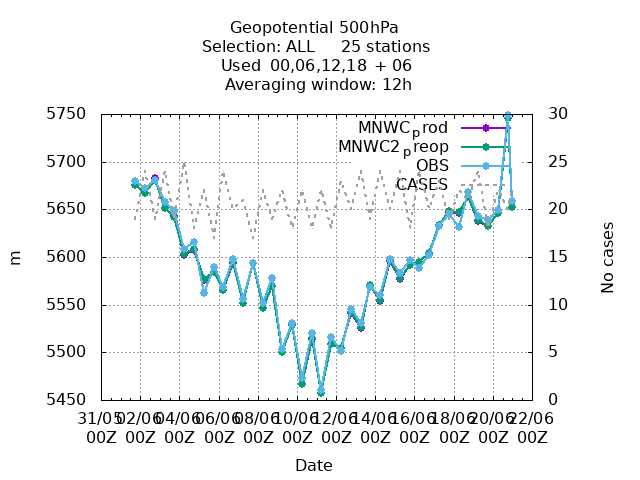 Geopotential 500hPa
Selection: ALL 25 stations
Used 00,06,12,18 + 06
Averaging window: 12h
5750
5700
5650
5600
5550
5500
5450
m
30
25
20
15
10
5
0
No cases
MNWC_prod
MNWC2_preop
OBS
CASES
31/05 02/06 04/06 06/06 08/06 10/06 12/06 14/06 16/06 18/06 20/06 22/06
00Z 00Z 00Z 00Z 00Z 00Z 00Z 00Z 00Z 00Z 00Z 00Z
Date